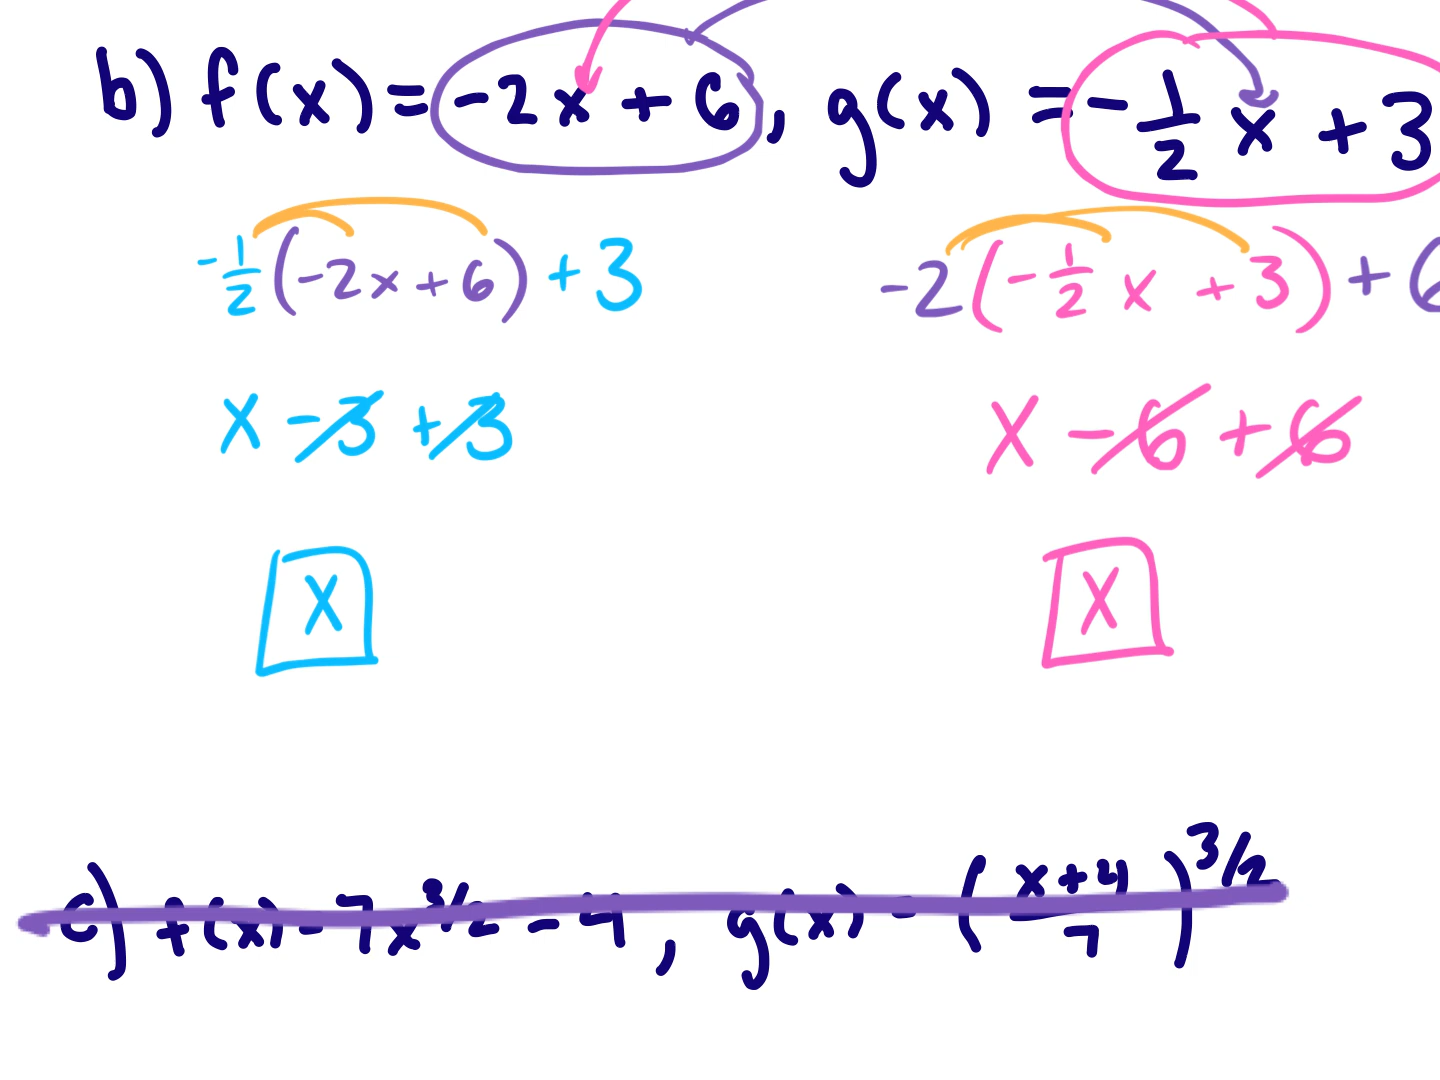 b) f(x) = -2x + 6, g(x) = -1/2 x + 3
-1/2 (-2x + 6) + 3
-2 (-1/2 x + 3) + 6
x - 3 + 3
x - 6 + 6
x
x
c) f(x) = 7x^3/2 - 4, g(x) = (x+4/7)^3/2